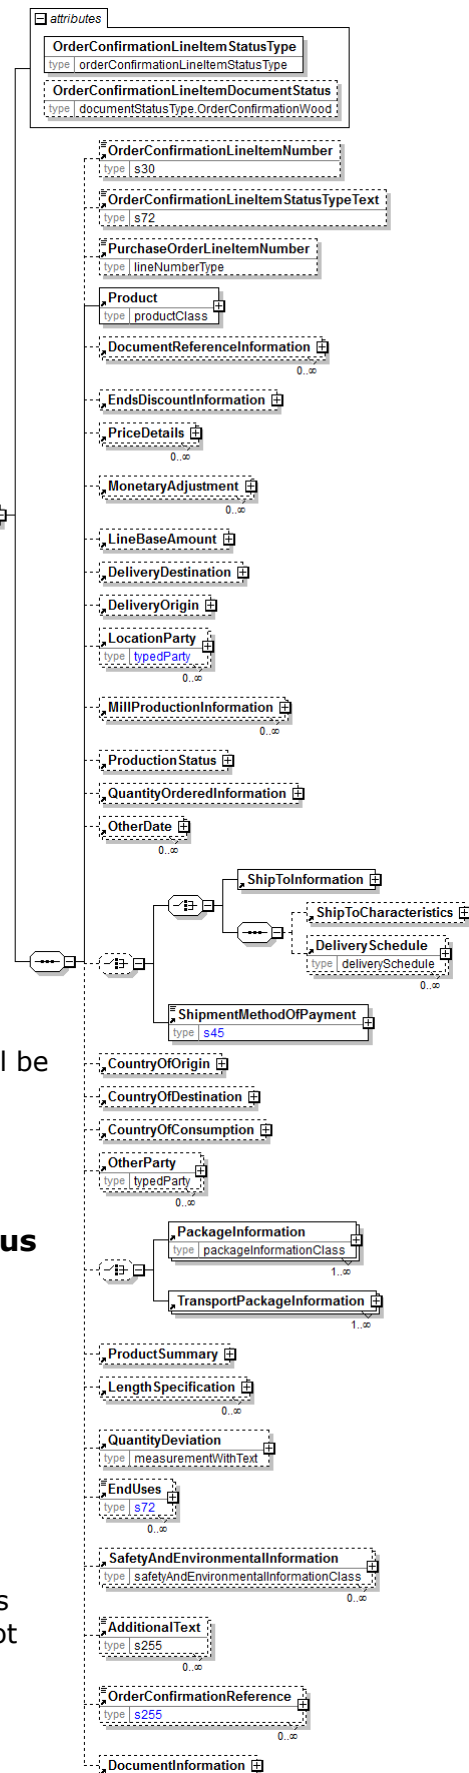 attributes
OrderConfirmationLineItemStatusType
type orderConfirmationLineItemStatusType
OrderConfirmationLineItemDocumentStatus
type documentStatusType.OrderConfirmationWood
OrderConfirmationLineItemNumber
type s30
OrderConfirmationLineItemStatusTypeText
type s72
PurchaseOrderLineItemNumber
type lineNumberType
Product
type productClass
DocumentReferenceInformation
0..∞
EndsDiscountInformation
PriceDetails
0..∞
MonetaryAdjustment
0..∞
LineBaseAmount
DeliveryDestination
DeliveryOrigin
LocationParty
type typedParty
0..∞
MillProductionInformation
0..∞
ProductionStatus
QuantityOrderedInformation
OtherDate
0..∞
ShipToInformation
ShipToCharacteristics
DeliverySchedule
type deliverySchedule
0..∞
ShipmentMethodOfPayment
type s45
l be
CountryOfOrigin
CountryOfDestination
CountryOfConsumption
OtherParty
type typedParty
0..∞
us
PackageInformation
type packageInformationClass
1..∞
TransportPackageInformation
1..∞
ProductSummary
LengthSpecification
0..∞
QuantityDeviation
type measurementWithText
EndUses
type s72
0..∞
SafetyAndEnvironmentalInformation
type safetyAndEnvironmentalInformationClass
0..∞
s
AdditionalText
ot
type s255
0..∞
OrderConfirmationReference
type s255
0..∞
DocumentInformation